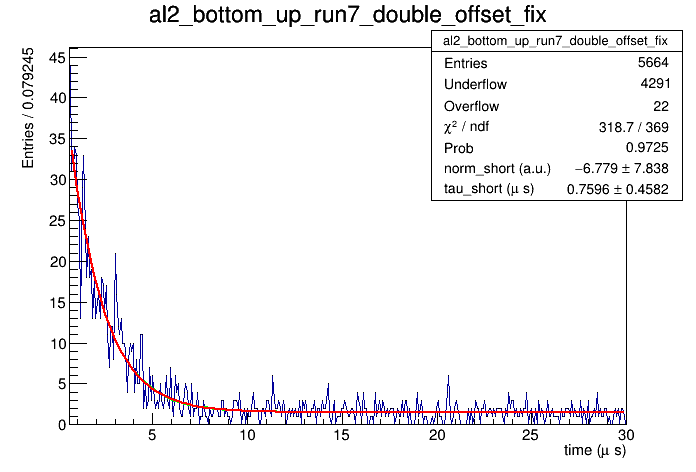 al2_bottom_up_run7_double_offset_fix
al2_bottom_up_run7_double_offset_fix
Entries 5664
Underflow 4291
Overflow 22
χ² / ndf 318.7 / 369
Prob 0.9725
norm_short (a.u.) −6.779 ± 7.838
tau_short (μ s) 0.7596 ± 0.4582
Entries / 0.079245
45
40
35
30
25
20
15
10
5
0
5 10 15 20 25 30
time (μ s)